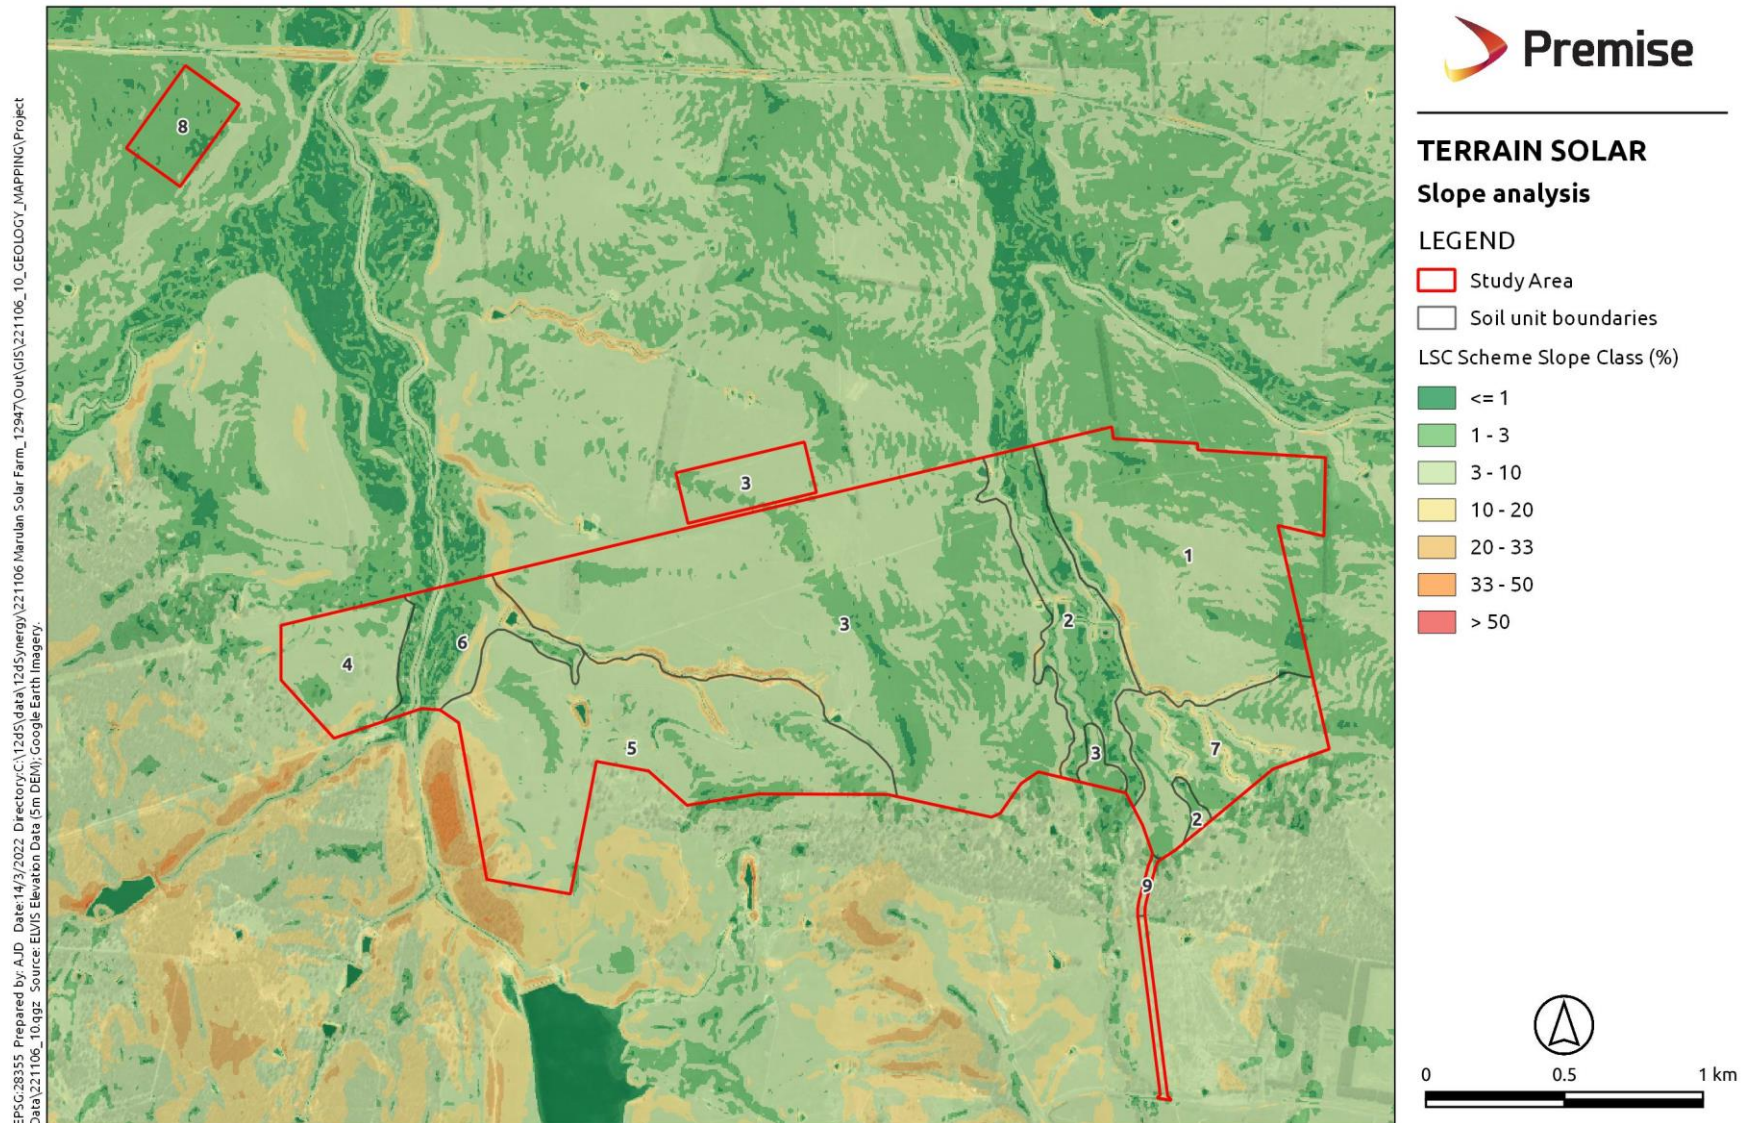 Premise
TERRAIN SOLAR
Slope analysis
LEGEND
Study Area
Soil unit boundaries
LSC Scheme Slope Class (%)
<= 1
1 - 3
3 - 10
10 - 20
20 - 33
33 - 50
> 50
0 0.5 1 km
8
3
1
2
3
6
4
5
3
7
2
9
EPSG:28355 Prepared by: AJD Date:14/3/2022 Directory:C:\12dS\data\12dSynergy\221106 Marulan Solar Farm_12947\Out\GIS\221106_10_GEOLOGY_MAPPING\Project
Data\221106_10.qgz Source: ELVIS Elevation Data (5m DEM); Google Earth Imagery.